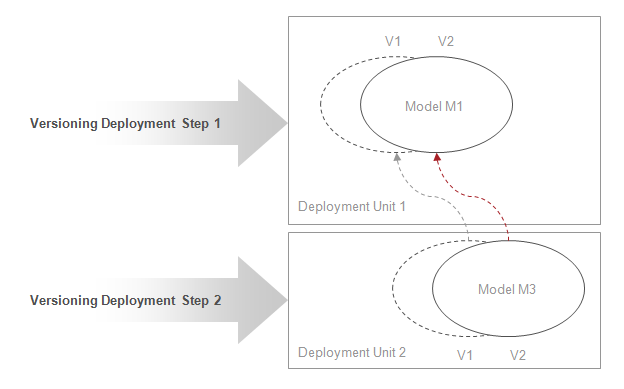 V1 V2
Model M1
Versioning Deployment Step 1
Deployment Unit 1
Model M3
Versioning Deployment Step 2
Deployment Unit 2
V1 V2